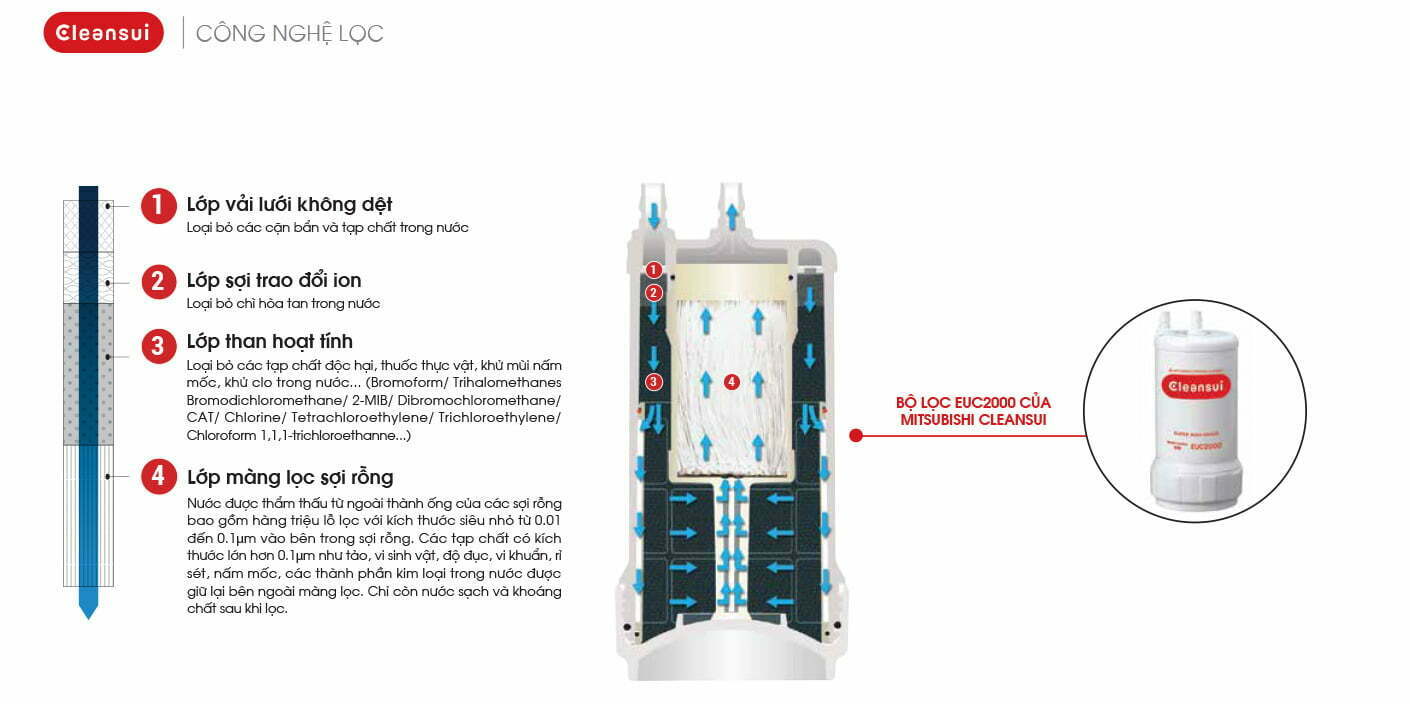 Cleansui
CÔNG NGHỆ LỌC
1
Lớp vải lưới không dệt
Loại bỏ các cặn bẩn và tạp chất trong nước
2
Lớp sợi trao đổi ion
Loại bỏ chì hòa tan trong nước
3
Lớp than hoạt tính
Loại bỏ các tạp chất độc hại, thuốc thực vật, khử mùi nấm
mốc, khử clo trong nước... (Bromoform/ Trihalomethanes
Bromodichloromethane/ 2-MIB/ Dibromochloromethane/
CAT/ Chlorine/ Tetrachloroethylene/ Trichloroethylene/
Chloroform 1,1,1-trichloroethanne...)
4
Lớp màng lọc sợi rỗng
Nước được thẩm thấu từ ngoài thành ống của các sợi rỗng
bao gồm hàng triệu lỗ lọc với kích thước siêu nhỏ từ 0.01
đến 0.1µm vào bên trong sợi rỗng. Các tạp chất có kích
thước lớn hơn 0.1µm như tảo, vi sinh vật, độ đục, vi khuẩn, rỉ
sét, nấm mốc, các thành phần kim loại trong nước được
giữ lại bên ngoài màng lọc. Chỉ còn nước sạch và khoáng
chất sau khi lọc.
1
2
3
4
BỘ LỌC EUC2000 CỦA
MITSUBISHI CLEANSUI
Cleansui
EUC2000